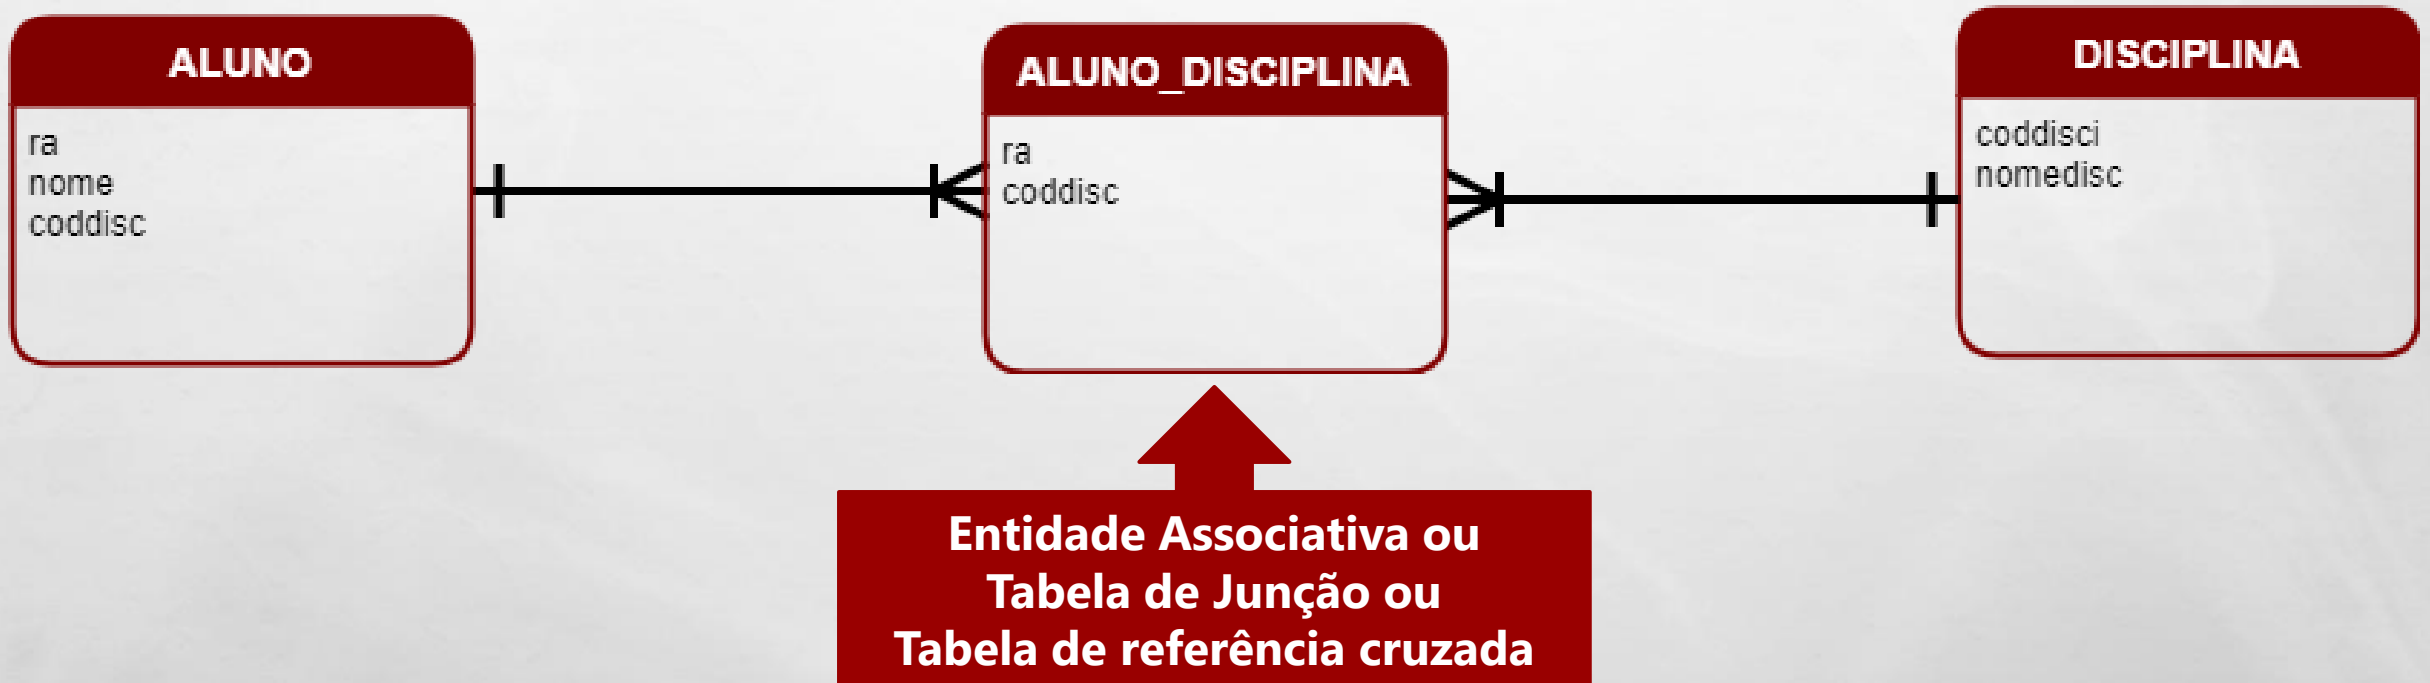 ALUNO
ra
nome
coddisc
ALUNO_DISCIPLINA
ra
coddisc
DISCIPLINA
coddisci
nomedisc
Entidade Associativa ou
Tabela de Junção ou
Tabela de referência cruzada